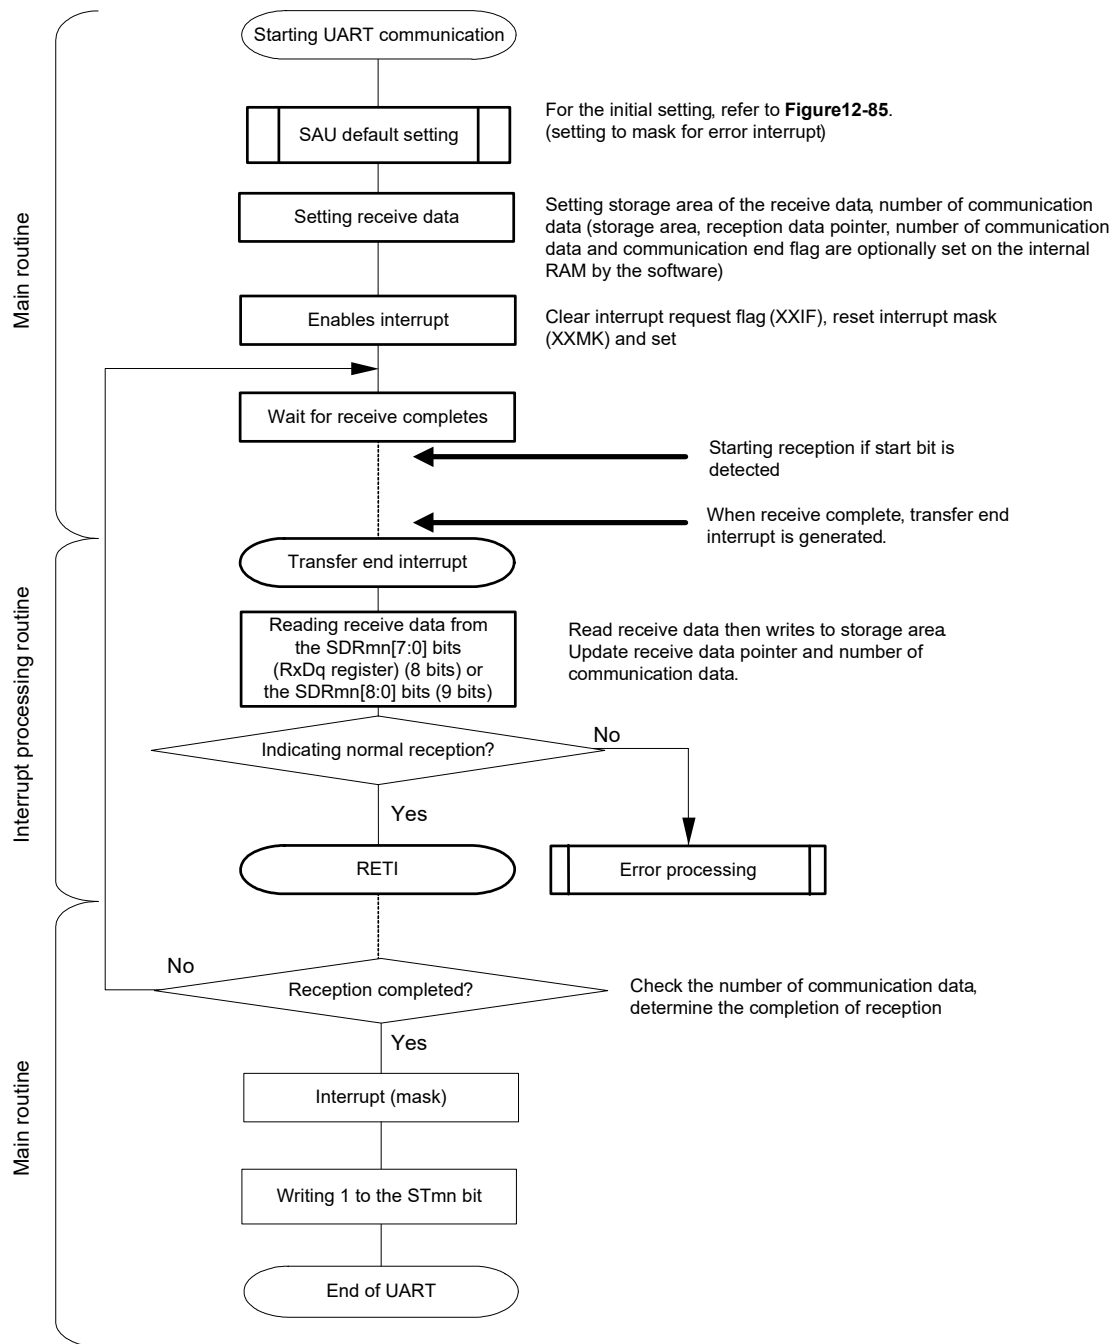 Starting UART communication
SAU default setting
For the initial setting, refer to Figure12-85.
(setting to mask for error interrupt)
Main routine
Setting receive data
Setting storage area of the receive data, number of communication
data (storage area, reception data pointer, number of communication
data and communication end flag are optionally set on the internal
RAM by the software)
Enables interrupt
Clear interrupt request flag (XXIF), reset interrupt mask
(XXMK) and set
Wait for receive completes
Starting reception if start bit is
detected
When receive complete, transfer end
interrupt is generated.
Interrupt processing routine
Transfer end interrupt
Reading receive data from
the SDRmn[7:0] bits
(RxDq register) (8 bits) or
the SDRmn[8:0] bits (9 bits)
Read receive data then writes to storage area.
Update receive data pointer and number of
communication data.
Indicating normal reception?
No
Yes
RETI
Error processing
Main routine
No
Reception completed?
Check the number of communication data,
determine the completion of reception
Yes
Interrupt (mask)
Writing 1 to the STmn bit
End of UART